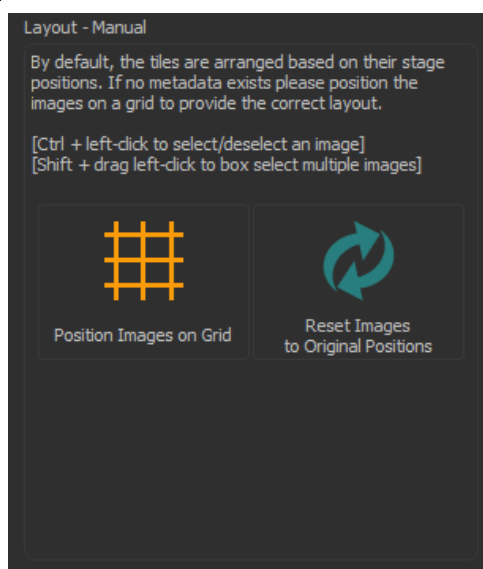 Layout - Manual
By default, the tiles are arranged based on their stage
positions. If no metadata exists please position the
images on a grid to provide the correct layout.
[Ctrl + left-click to select/deselect an image]
[Shift + drag left-click to box select multiple images]
Position Images on Grid
Reset Images
to Original Positions